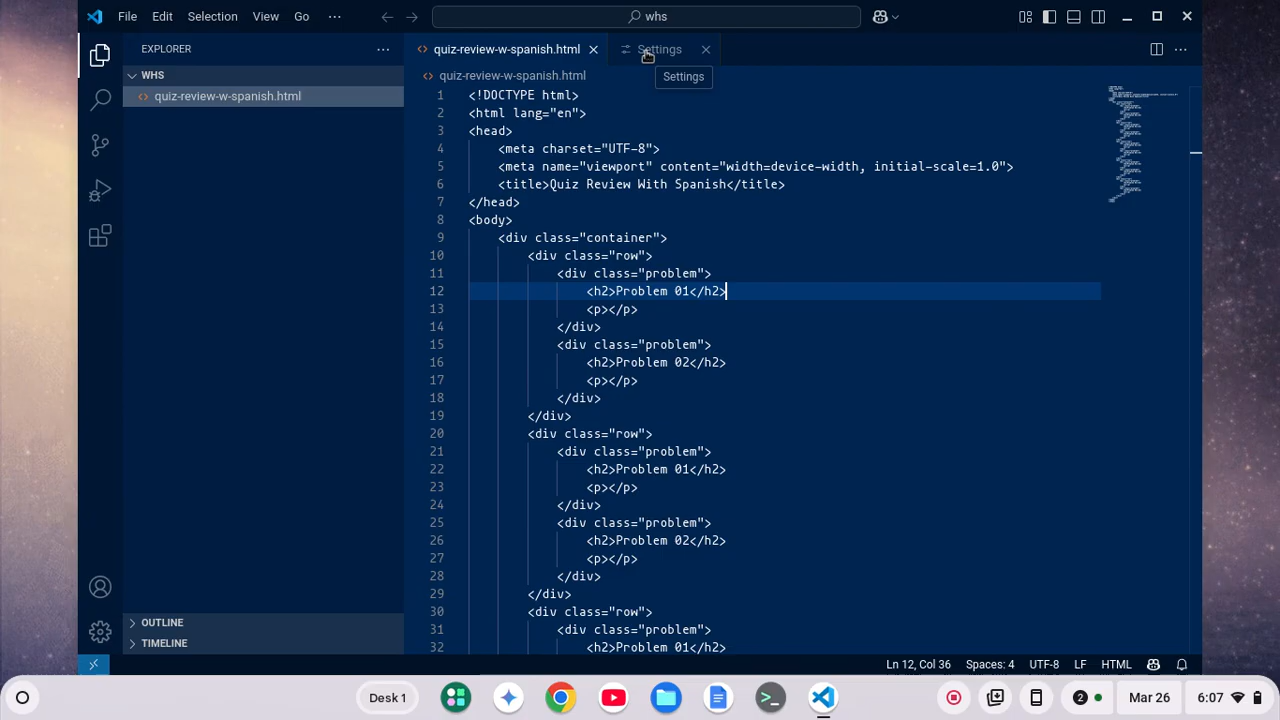 File Edit Selection View Go ··· whs
EXPLORER ···
quiz-review-w-spanish.html Settings
Settings
WHS
quiz-review-w-spanish.html
quiz-review-w-spanish.html
1 <!DOCTYPE html>
2 <html lang="en">
3 <head>
4 <meta charset="UTF-8">
5 <meta name="viewport" content="width=device-width, initial-scale=1.0">
6 <title>Quiz Review With Spanish</title>
7 </head>
8 <body>
9 <div class="container">
10 <div class="row">
11 <div class="problem">
12 <h2>Problem 01</h2>
13 <p></p>
14 </div>
15 <div class="problem">
16 <h2>Problem 02</h2>
17 <p></p>
18 </div>
19 </div>
20 <div class="row">
21 <div class="problem">
22 <h2>Problem 01</h2>
23 <p></p>
24 </div>
25 <div class="problem">
26 <h2>Problem 02</h2>
27 <p></p>
28 </div>
29 </div>
30 <div class="row">
31 <div class="problem">
32 <h2>Problem 01</h2>
OUTLINE
TIMELINE
Ln 12, Col 36 Spaces: 4 UTF-8 LF HTML
Desk 1 2 Mar 26 6:07